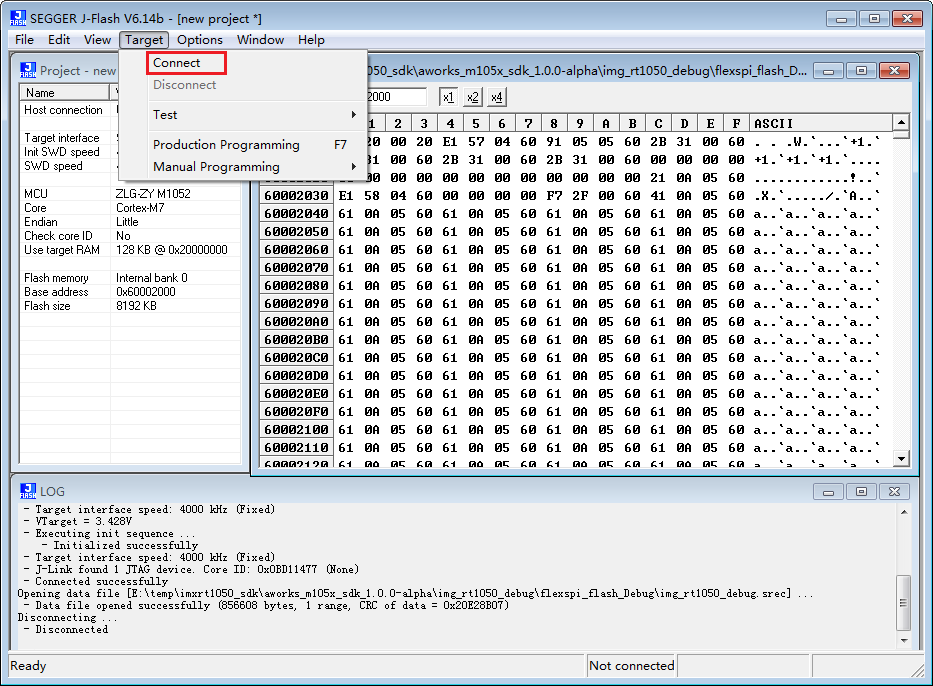 SEGGER J-Flash V6.14b - [new project *]
File Edit View Target Options Window Help
Connect
Disconnect
Test
Production Programming F7
Manual Programming
Project - new
050_sdk\aworks_m105x_sdk_1.0.0-alpha\img_rt1050_debug\flexspi_flash_D...
Name
Host connection
Target interface
Init SWD speed
SWD speed
MCU ZLG-ZY M1052
Core Cortex-M7
Endian Little
Check core ID No
Use target RAM 128 KB @ 0x20000000
Flash memory Internal bank 0
Base address 0x60002000
Flash size 8192 KB
2000 x1 x2 x4
1 2 3 4 5 6 7 8 9 A B C D E F ASCII
20 00 20 E1 57 04 60 91 05 05 60 2B 31 00 60 . . .W.`...`+1.`
31 00 60 2B 31 00 60 2B 31 00 60 00 00 00 00 +1.`+1.`+1.`....
00 00 00 00 00 00 00 00 00 00 00 21 0A 05 60 ............!..`
60002030 E1 58 04 60 00 00 00 00 F7 2F 00 60 41 0A 05 60 .X.`...../.`A..`
60002040 61 0A 05 60 61 0A 05 60 61 0A 05 60 61 0A 05 60 a..`a..`a..`a..`
60002050 61 0A 05 60 61 0A 05 60 61 0A 05 60 61 0A 05 60 a..`a..`a..`a..`
60002060 61 0A 05 60 61 0A 05 60 61 0A 05 60 61 0A 05 60 a..`a..`a..`a..`
60002070 61 0A 05 60 61 0A 05 60 61 0A 05 60 61 0A 05 60 a..`a..`a..`a..`
60002080 61 0A 05 60 61 0A 05 60 61 0A 05 60 61 0A 05 60 a..`a..`a..`a..`
60002090 61 0A 05 60 61 0A 05 60 61 0A 05 60 61 0A 05 60 a..`a..`a..`a..`
600020A0 61 0A 05 60 61 0A 05 60 61 0A 05 60 61 0A 05 60 a..`a..`a..`a..`
600020B0 61 0A 05 60 61 0A 05 60 61 0A 05 60 61 0A 05 60 a..`a..`a..`a..`
600020C0 61 0A 05 60 61 0A 05 60 61 0A 05 60 61 0A 05 60 a..`a..`a..`a..`
600020D0 61 0A 05 60 61 0A 05 60 61 0A 05 60 61 0A 05 60 a..`a..`a..`a..`
600020E0 61 0A 05 60 61 0A 05 60 61 0A 05 60 61 0A 05 60 a..`a..`a..`a..`
600020F0 61 0A 05 60 61 0A 05 60 61 0A 05 60 61 0A 05 60 a..`a..`a..`a..`
60002100 61 0A 05 60 61 0A 05 60 61 0A 05 60 61 0A 05 60 a..`a..`a..`a..`
60002110 61 0A 05 60 61 0A 05 60 61 0A 05 60 61 0A 05 60 a..`a..`a..`a..`
60002120 61 0A 05 60 61 0A 05 60 61 0A 05 60 61 0A 05 60 a..`a..`a..`a..`
LOG
- Target interface speed: 4000 kHz (Fixed)
- VTarget = 3.428V
- Executing init sequence ...
- Initialized successfully
- Target interface speed: 4000 kHz (Fixed)
- J-Link found 1 JTAG device. Core ID: 0x0BD11477 (None)
- Connected successfully
Opening data file [E:\temp\imxrt1050_sdk\aworks_m105x_sdk_1.0.0-alpha\img_rt1050_debug\flexspi_flash_Debug\img_rt1050_debug.srec] ...
- Data file opened successfully (856608 bytes, 1 range, CRC of data = 0x20E28B07)
Disconnecting ...
- Disconnected
Ready
Not connected